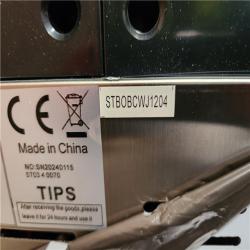 STBOBCWJ1204
CE
Made in China
NO:SN20240115
ST03 4 0070
TIPS
After receiving the goods, please
leave it for 24 hours and use it